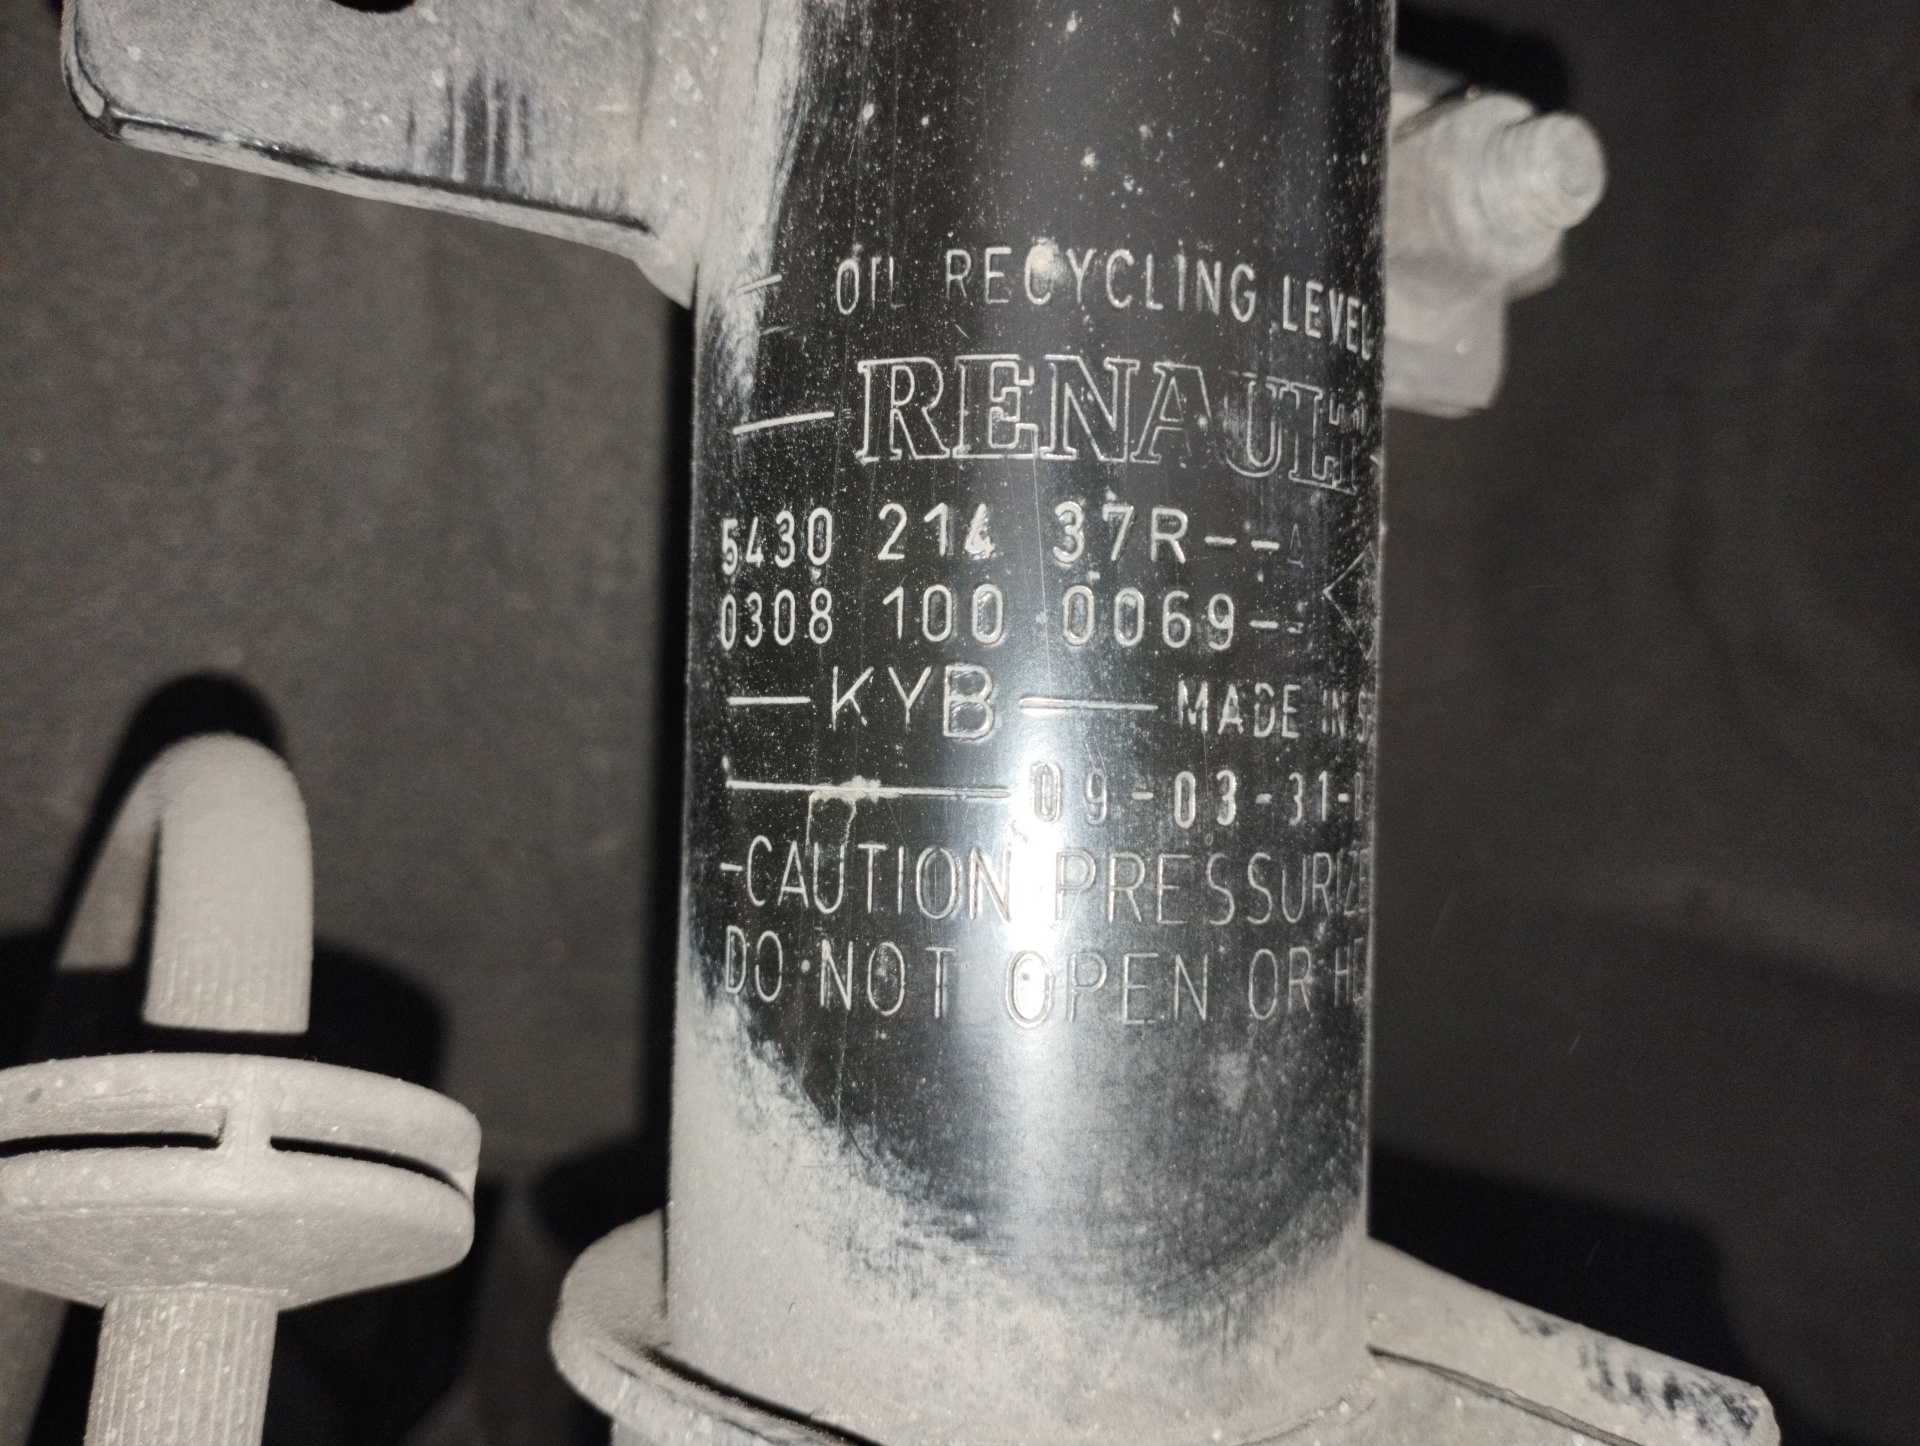 OIL RECYCLING LEVEL
RENAULT
5430 214 37R--
0308 100 0069--
—KYB— MADE IN
—09-03-31-
-CAUTION PRESSURIZE
DO NOT OPEN OR